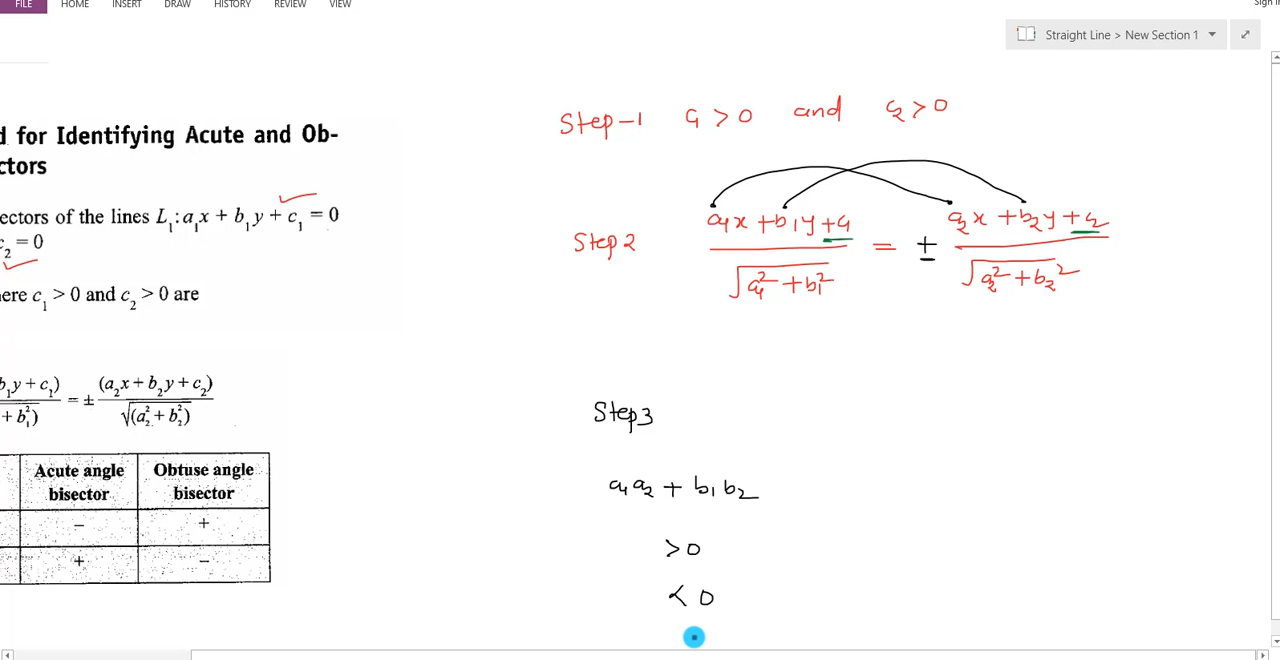 FILE HOME INSERT DRAW HISTORY REVIEW VIEW
Straight Line > New Section 1
d for Identifying Acute and Ob-
ctors
ectors of the lines L₁: a₁x + b₁y + c₁ = 0
c₂ = 0
here c₁ > 0 and c₂ > 0 are
b₁y + c₁) / + b₁²) = ± (a₂x + b₂y + c₂) / √(a₂² + b₂²)
Acute angle bisector Obtuse angle bisector
− +
+ −
Step-1 c₁ > 0 and c₂ > 0
Step 2 (a₁x + b₁y + c₁) / √(a₁² + b₁²) = ± (a₂x + b₂y + c₂) / √(a₂² + b₂²)
Step 3
a₁a₂ + b₁b₂
> 0
< 0